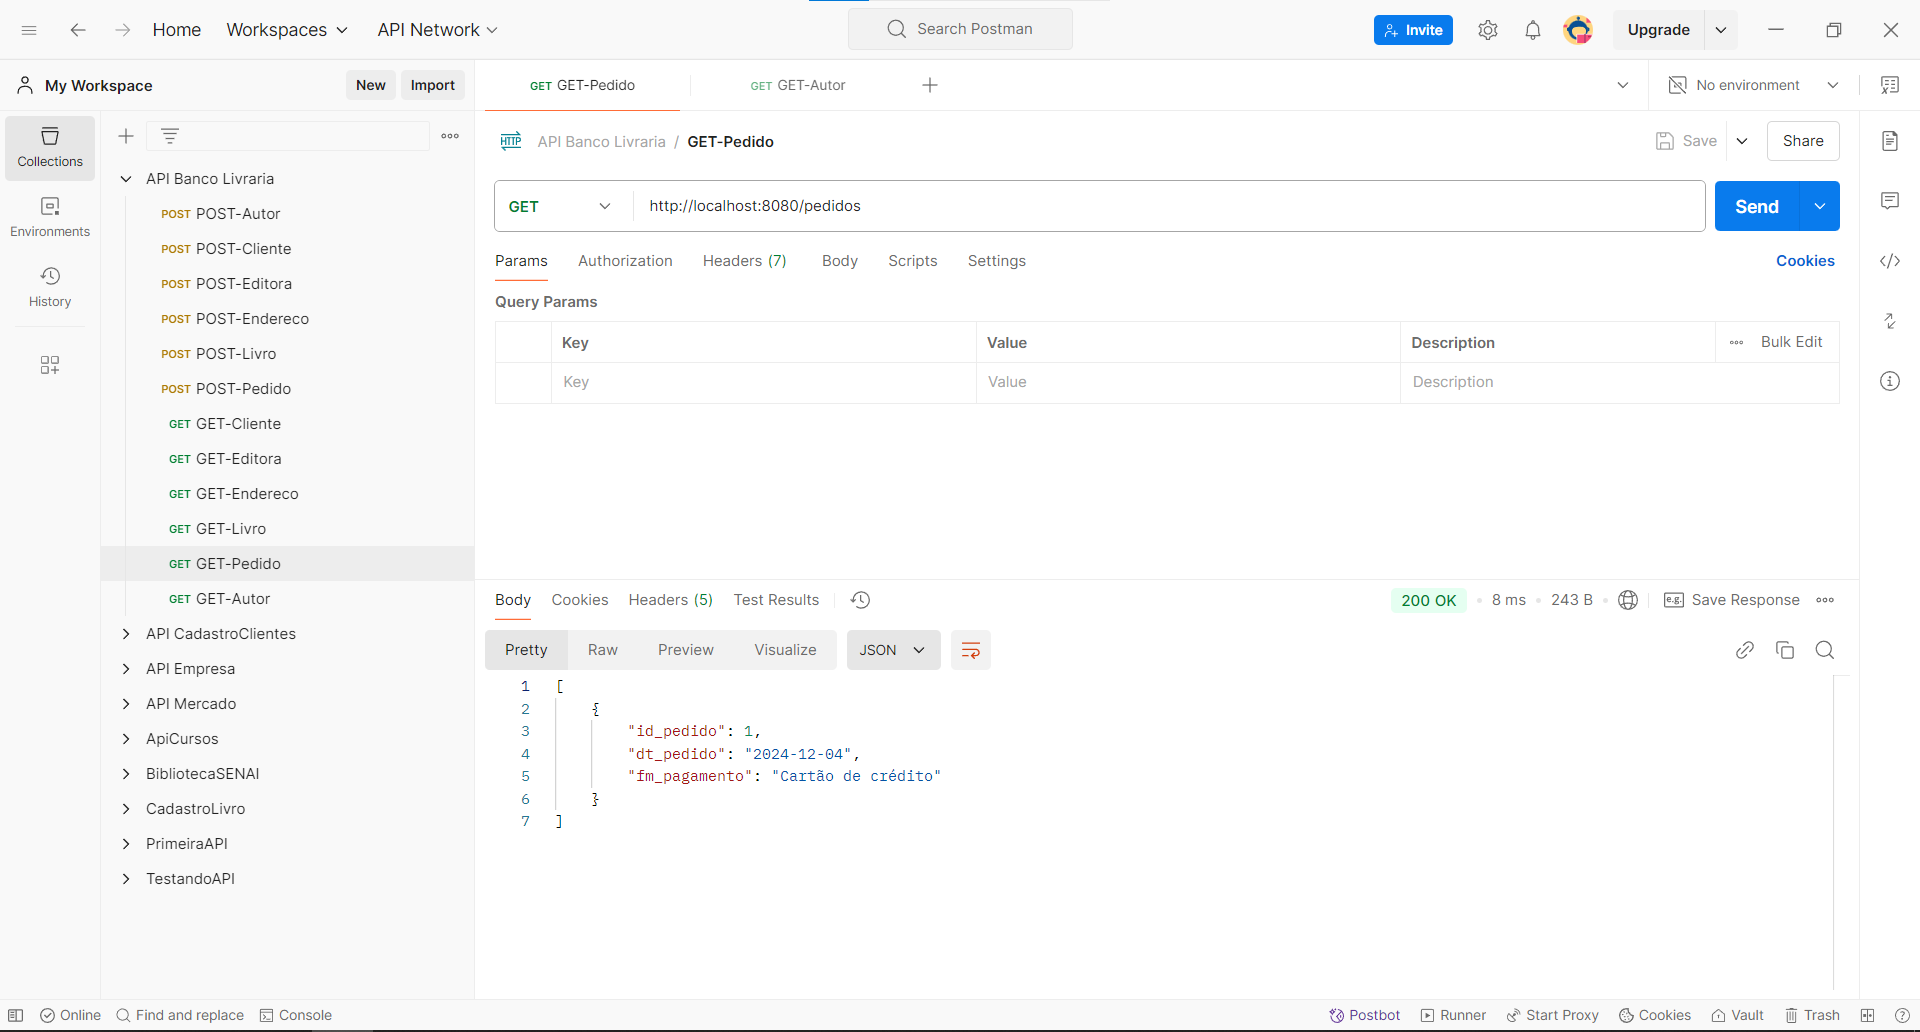 Home Workspaces API Network Search Postman Invite Upgrade
My Workspace New Import GET GET-Pedido GET GET-Autor No environment
Collections
Environments
History
API Banco Livraria
POST POST-Autor
POST POST-Cliente
POST POST-Editora
POST POST-Endereco
POST POST-Livro
POST POST-Pedido
GET GET-Cliente
GET GET-Editora
GET GET-Endereco
GET GET-Livro
GET GET-Pedido
GET GET-Autor
API CadastroClientes
API Empresa
API Mercado
ApiCursos
BibliotecaSENAI
CadastroLivro
PrimeiraAPI
TestandoAPI
HTTP API Banco Livraria / GET-Pedido Save Share
GET http://localhost:8080/pedidos Send
Params Authorization Headers (7) Body Scripts Settings Cookies
Query Params
Key Value Description Bulk Edit
Key Value Description
Body Cookies Headers (5) Test Results 200 OK 8 ms 243 B e.g. Save Response
Pretty Raw Preview Visualize JSON
1 [
2 {
3 "id_pedido": 1,
4 "dt_pedido": "2024-12-04",
5 "fm_pagamento": "Cartão de crédito"
6 }
7 ]
Online Find and replace Console Postbot Runner Start Proxy Cookies Vault Trash